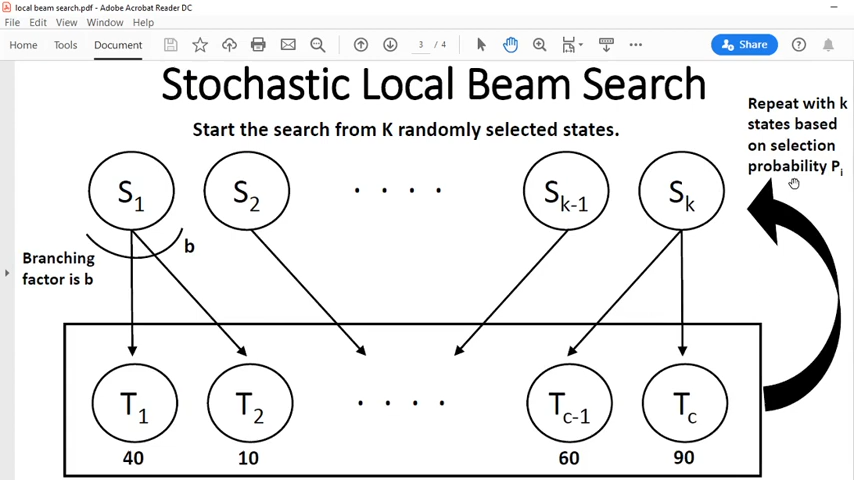 local beam search.pdf - Adobe Acrobat Reader DC
File Edit View Window Help
Home Tools Document 3 / 4 Share
Stochastic Local Beam Search
Start the search from K randomly selected states.
Repeat with k
states based
on selection
probability Pi
S1 S2 . . . . Sk-1 Sk
b
Branching
factor is b
T1 T2 . . . . Tc-1 Tc
40 10 60 90